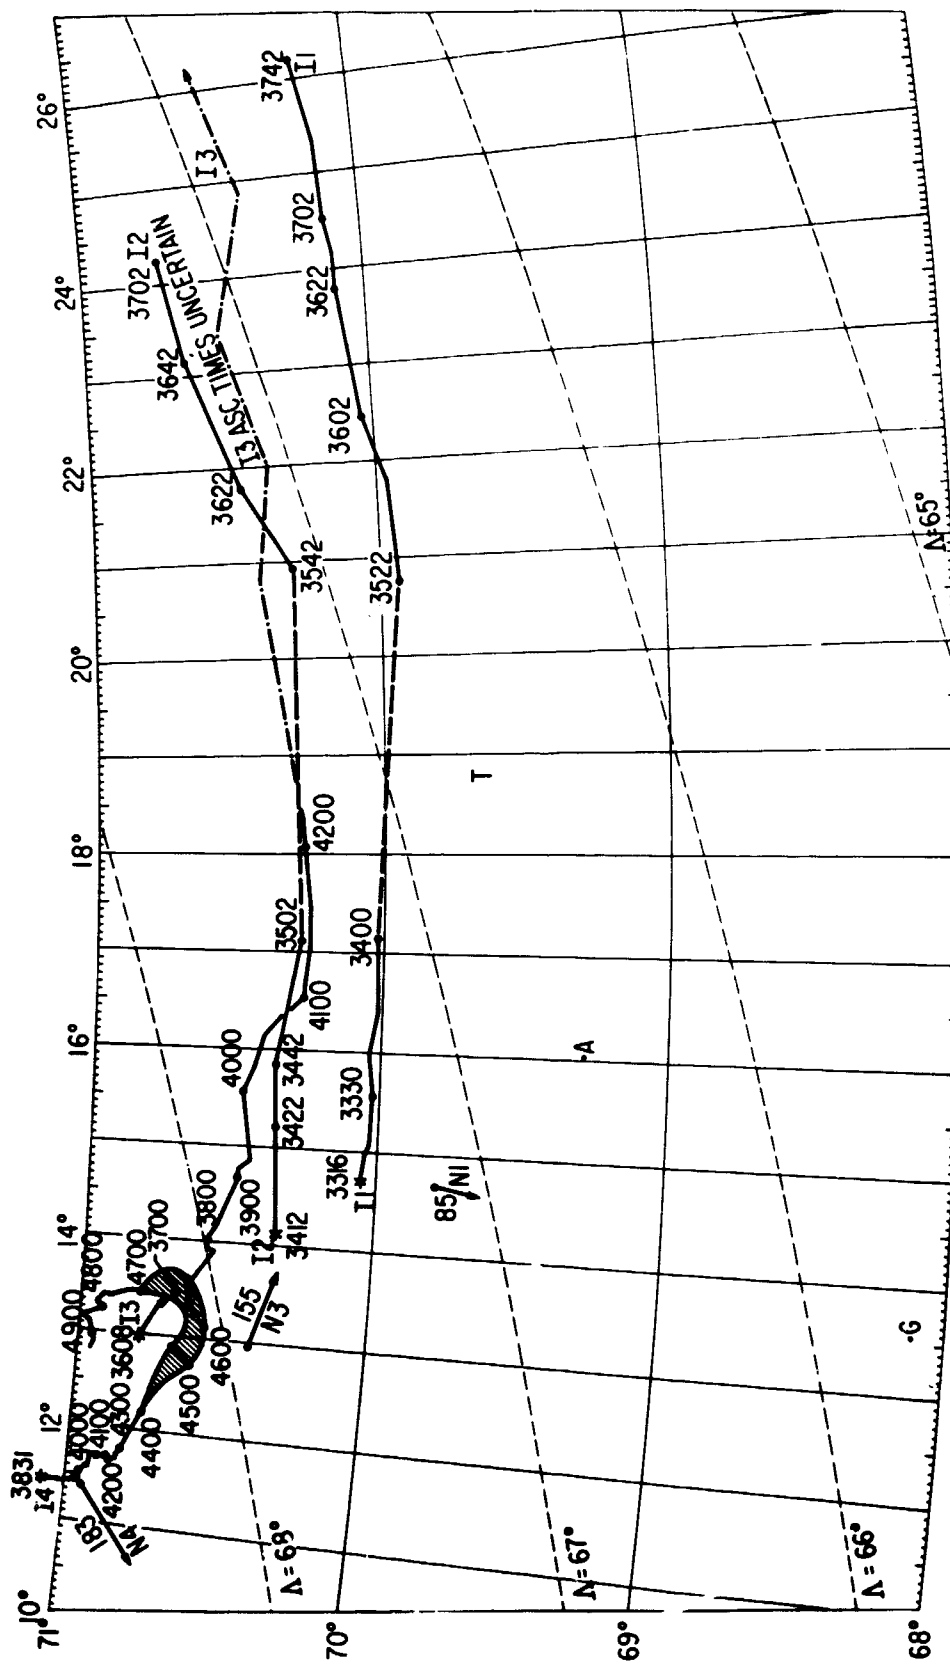 10°
12°
14°
16°
18°
20°
22°
24°
26°
71°
70°
69°
68°
Λ = 68°
Λ = 67°
Λ = 66°
Λ=65°
I4
3831
183
N4
4000
4100
4200
4300
4400
4500
4600
4700
4800
4900
3608
I3
3700
3800
3900
4000
4100
4200
155
N3
I2
3412
3422
3442
3502
3542
3622
3642
3702
I2
I3 ASC TIMES UNCERTAIN
I3
I1
3316
3330
3400
3522
3602
3622
3702
3742
I1
85
N1
A
T
G